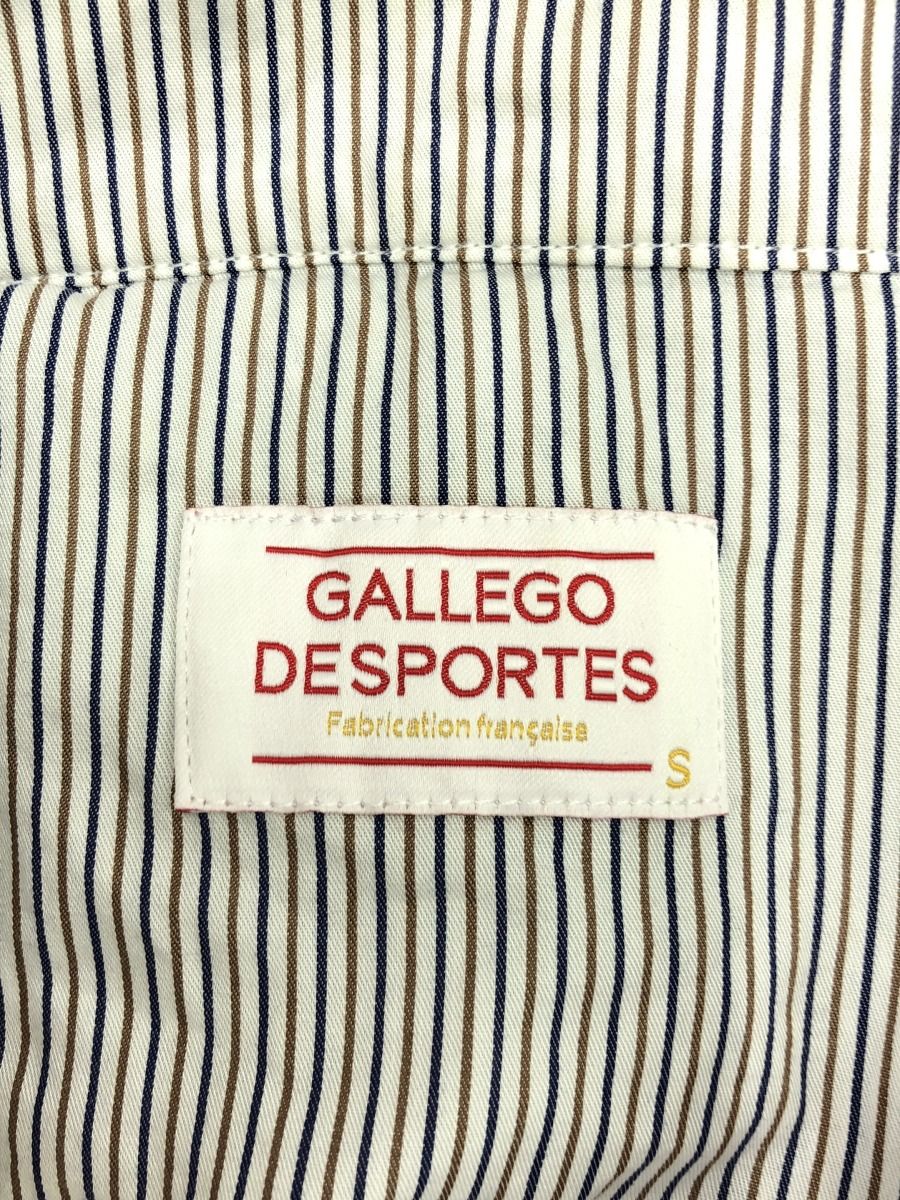 GALLEGO
DESPORTES
Fabrication française
S